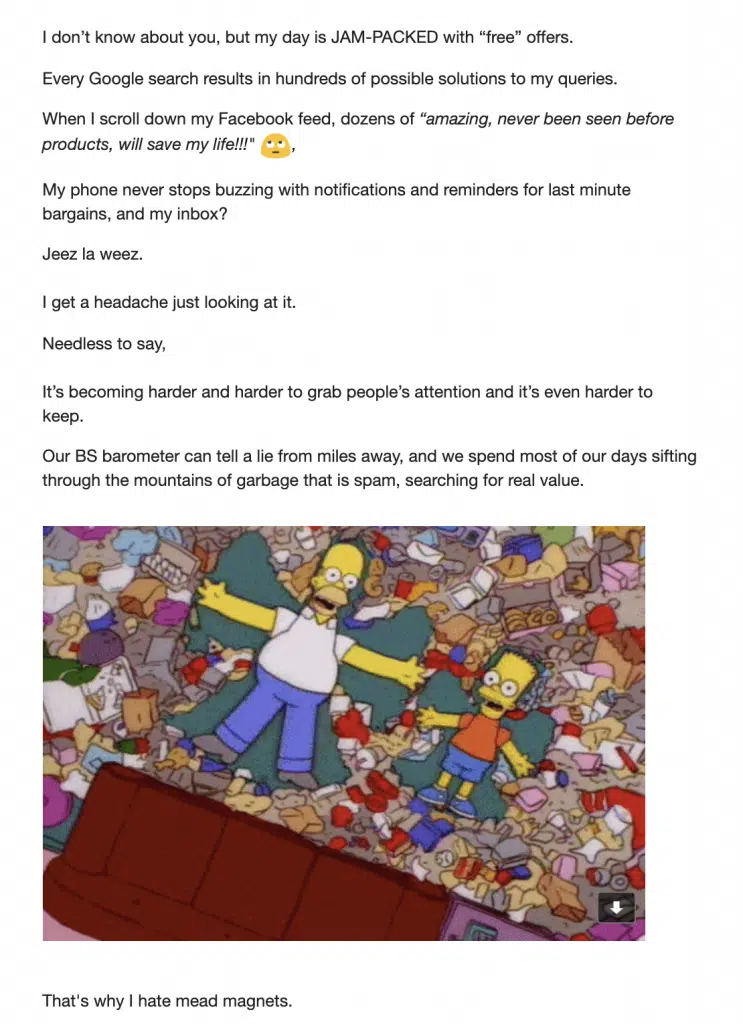 I don’t know about you, but my day is JAM-PACKED with “free” offers.
Every Google search results in hundreds of possible solutions to my queries.
When I scroll down my Facebook feed, dozens of “amazing, never been seen before
products, will save my life!!!" 🙄,
My phone never stops buzzing with notifications and reminders for last minute
bargains, and my inbox?
Jeez la weez.
I get a headache just looking at it.
Needless to say,
It’s becoming harder and harder to grab people’s attention and it’s even harder to
keep.
Our BS barometer can tell a lie from miles away, and we spend most of our days sifting
through the mountains of garbage that is spam, searching for real value.
That's why I hate mead magnets.